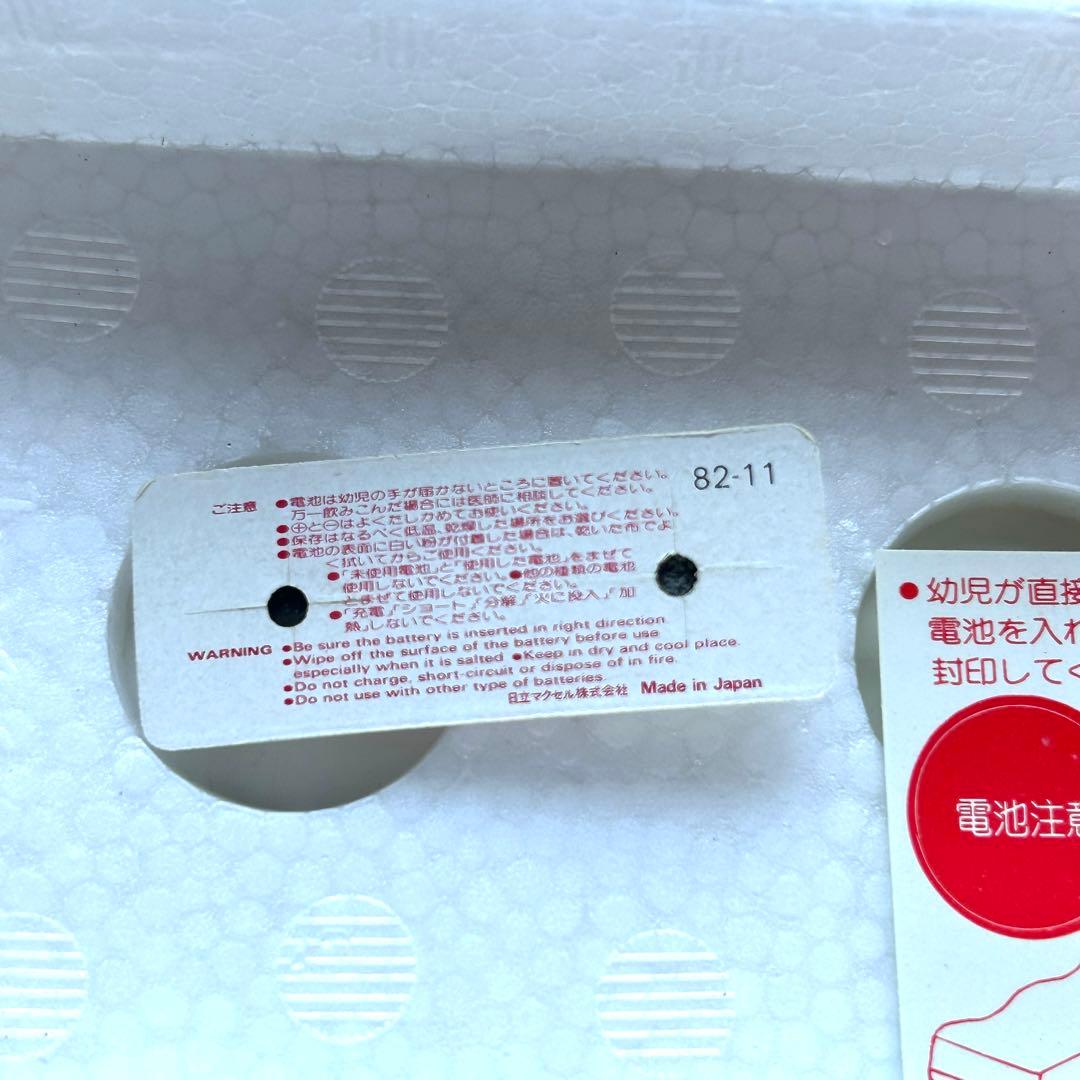 82-11
ご注意 ●電池は幼児の手が届かないところに置いてください。
万一飲みこんだ場合には医師に相談してください。
●⊕と⊖はよくたしかめてお使いください。
●保存はなるべく低温、乾燥した場所をお選びください。
●電池の表面に白い粉が付着した場合は、乾いた布でよ
く拭いてからご使用ください。
●「未使用電池」と「使用した電池」をまぜて
使用しないでください。●他の種類の電池
とまぜて使用しないでください。
●「充電」「ショート」「分解」「火に投入」「加
熱」しないでください。
WARNING ●Be sure the battery is inserted in right direction
●Wipe off the surface of the battery before use
especially when it is salted ●Keep in dry and cool place.
●Do not charge, short-circuit or dispose of in fire.
●Do not use with other type of batteries
日立マクセル株式会社 Made in Japan
●幼児が直接
電池を入れ
封印してく
電池注意